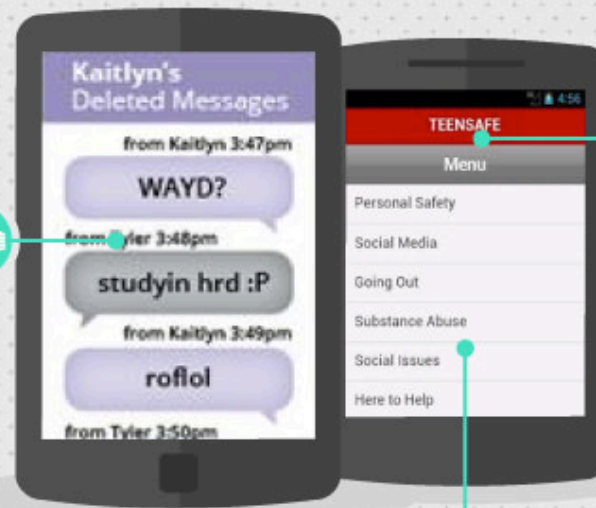 Kaitlyn's
Deleted Messages
from Kaitlyn 3:47pm
WAYD?
from Tyler 3:48pm
studyin hrd :P
from Kaitlyn 3:49pm
roflol
from Tyler 3:50pm
4:56
TEENSAFE
Menu
Personal Safety
Social Media
Going Out
Substance Abuse
Social Issues
Here to Help